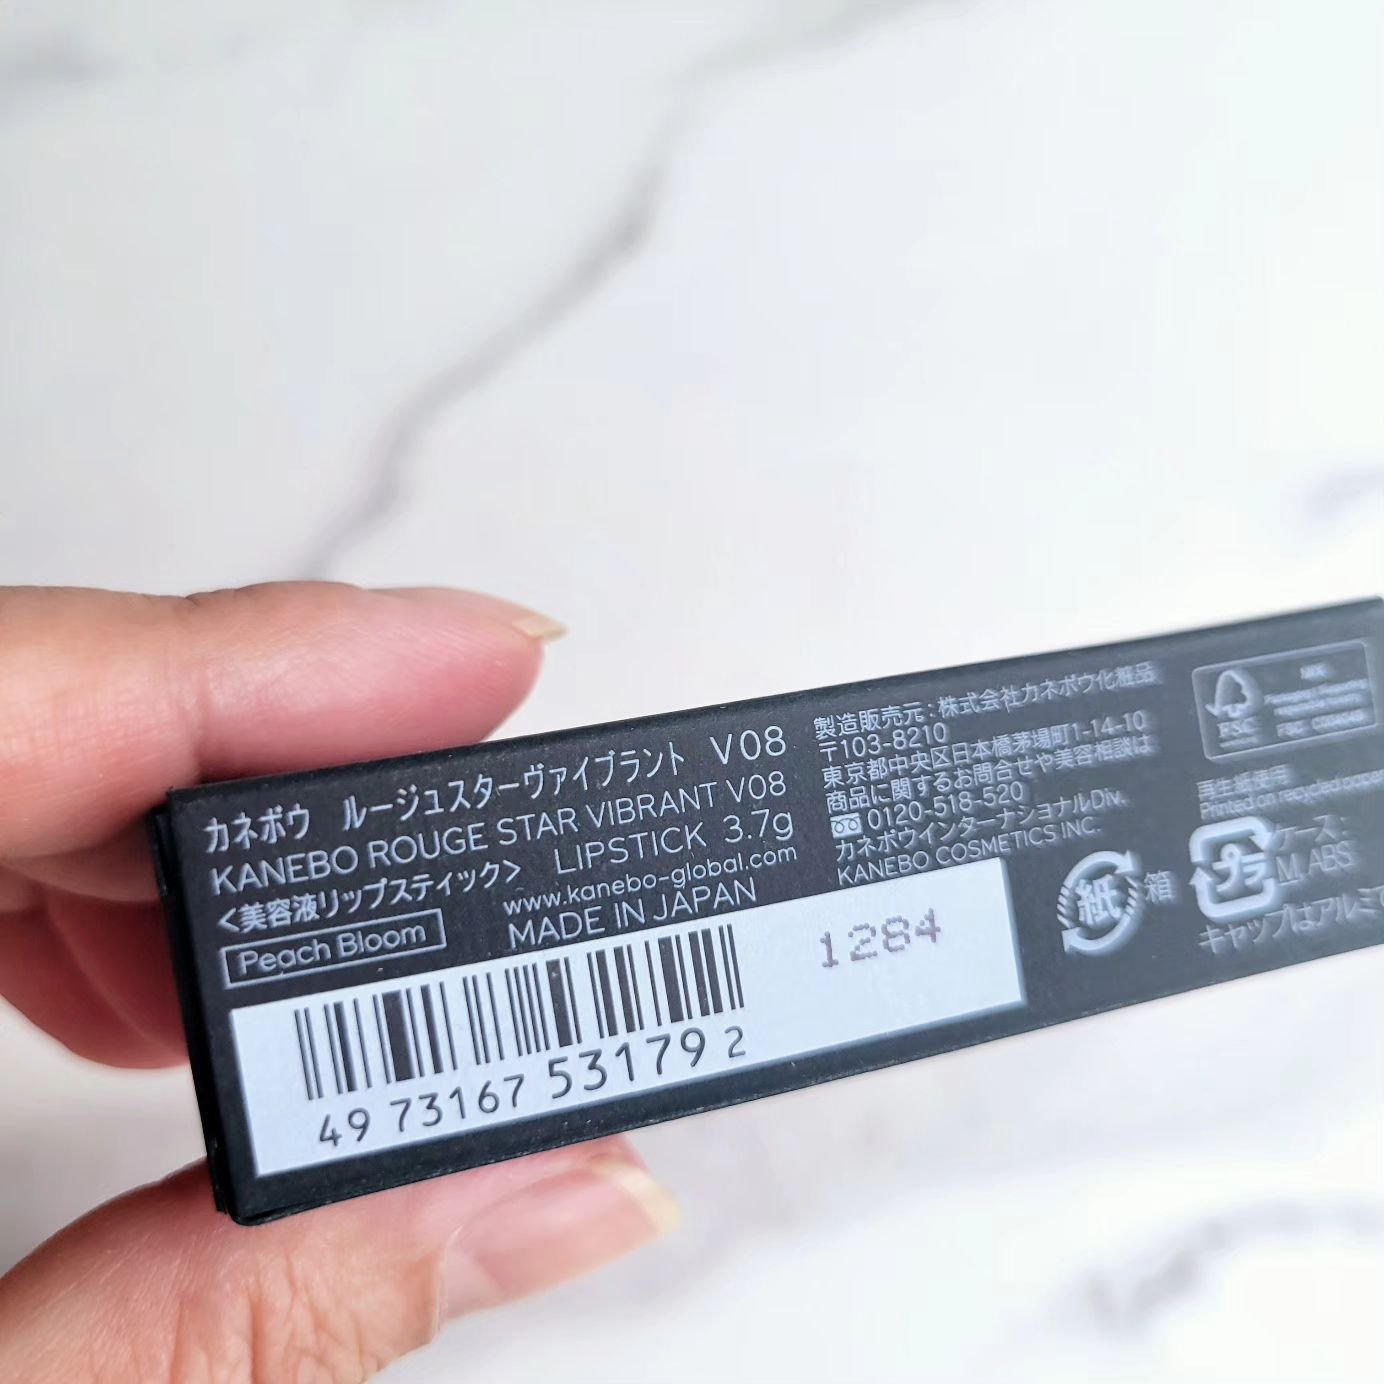 カネボウ ルージュスターヴァイブラント V08
KANEBO ROUGE STAR VIBRANT V08
<美容液リップスティック> LIPSTICK 3.7g
www.kanebo-global.com
Peach Bloom MADE IN JAPAN
49 73167 53179 2
製造販売元:株式会社カネボウ化粧品
〒103-8210
東京都中央区日本橋茅場町1-14-10
商品に関するお問合せや美容相談は
0120-518-520
カネボウインターナショナルDiv.
KANEBO COSMETICS INC.
1284
紙 箱
FSC
再生紙使用
Printed on recycled paper
プラ ケース:
M, ABS
キャップはアルミで